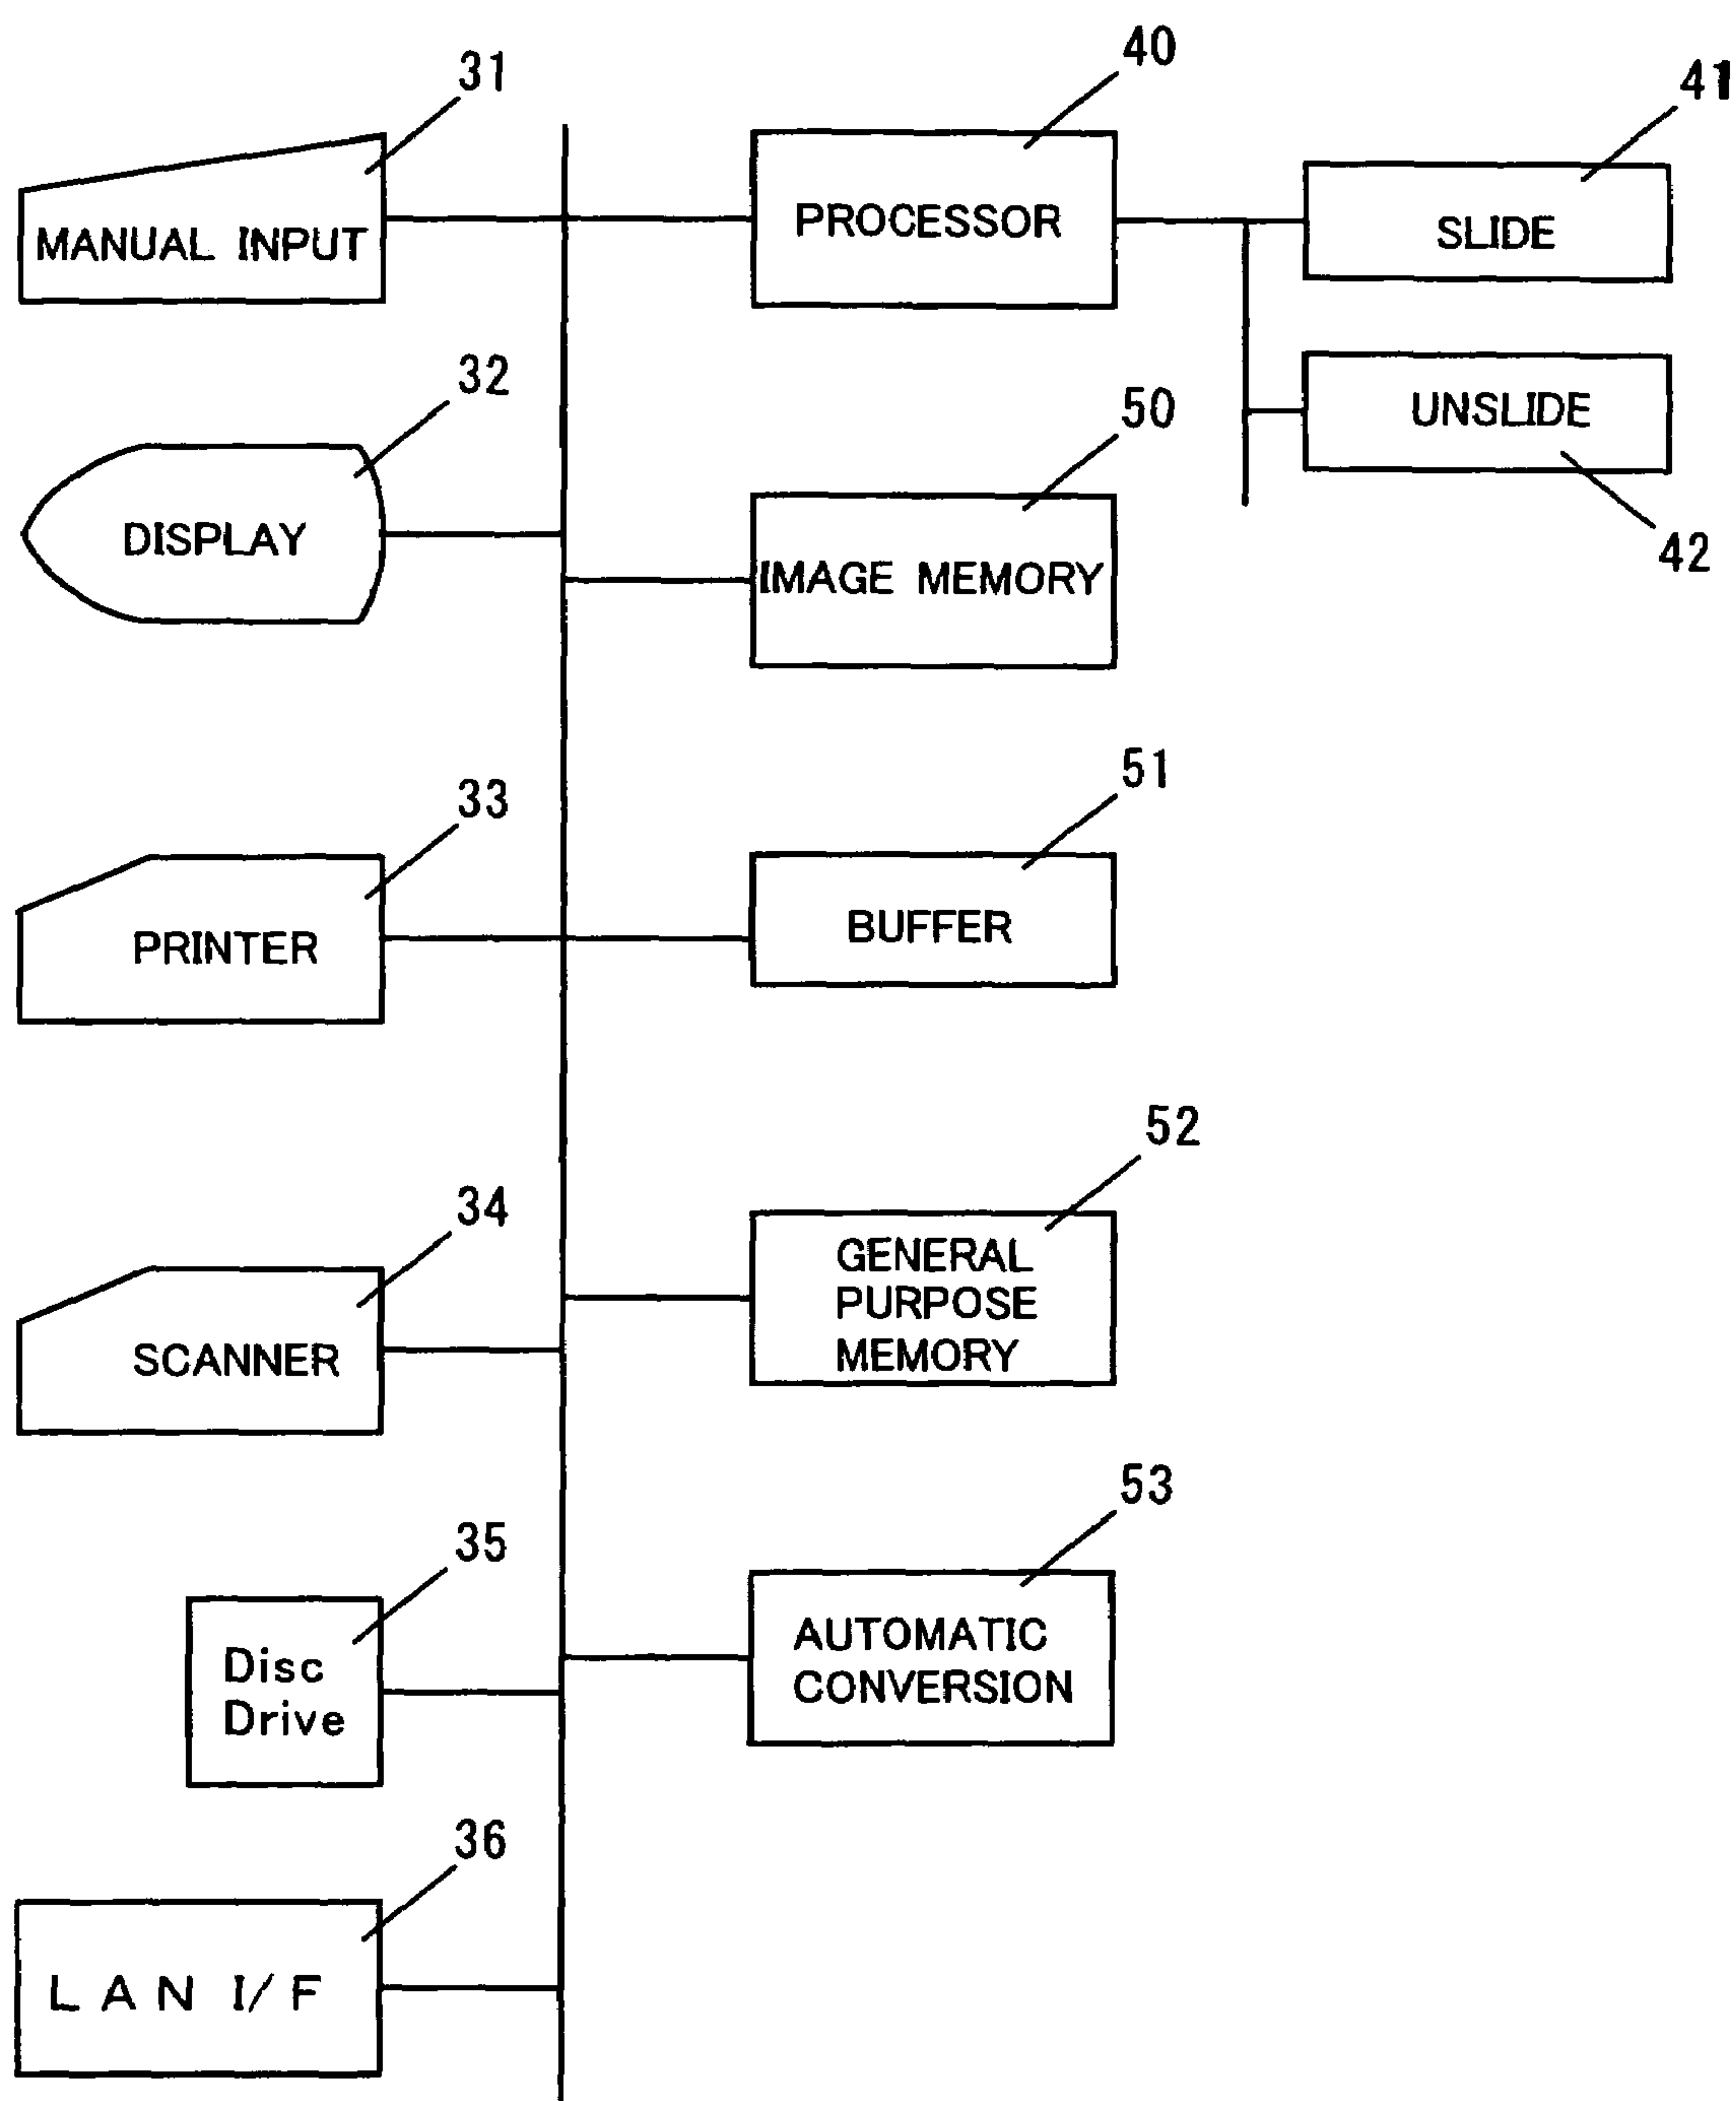 31
MANUAL INPUT
40
PROCESSOR
41
SLIDE
32
DISPLAY
50
IMAGE MEMORY
UNSLIDE
42
33
PRINTER
51
BUFFER
34
SCANNER
52
GENERAL
PURPOSE
MEMORY
35
Disc
Drive
53
AUTOMATIC
CONVERSION
36
LAN I/F